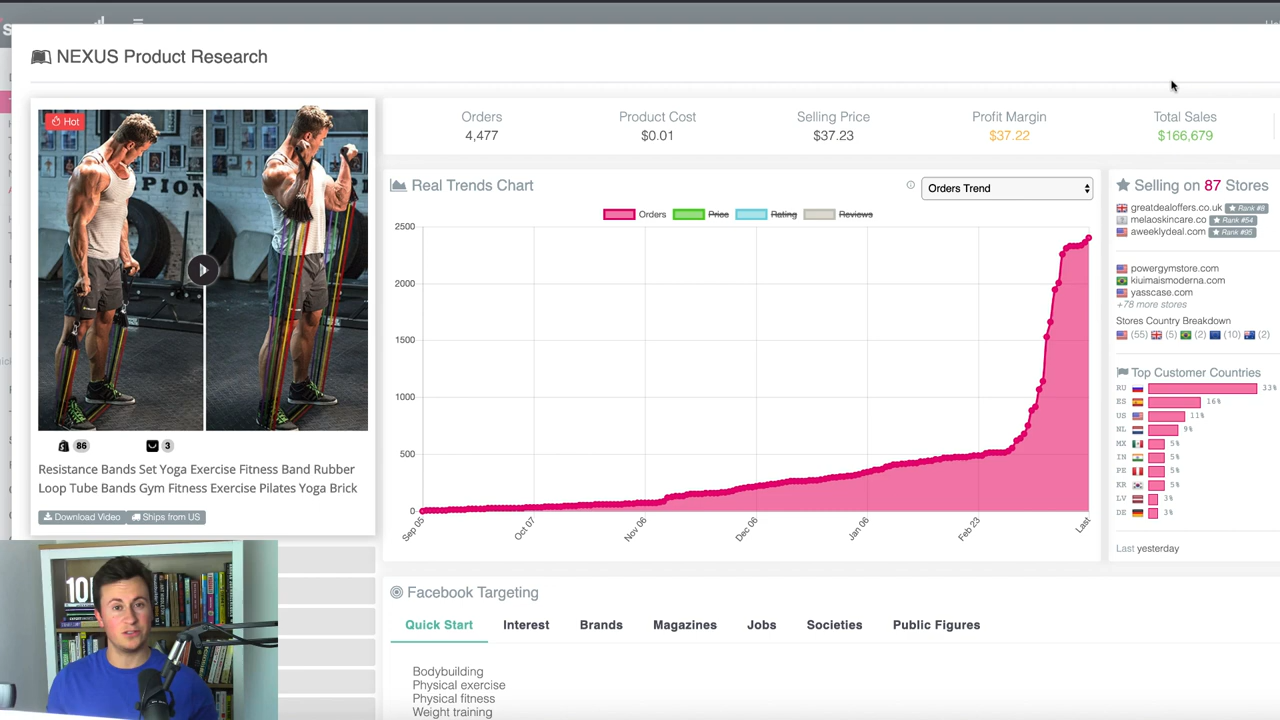 NEXUS Product Research
Hot
PION
86
3
Resistance Bands Set Yoga Exercise Fitness Band Rubber
Loop Tube Bands Gym Fitness Exercise Pilates Yoga Brick
Download Video
Ships from US
Orders
4,477
Product Cost
$0.01
Selling Price
$37.23
Profit Margin
$37.22
Total Sales
$166,679
Real Trends Chart
Orders Trend
Orders
Price
Rating
Reviews
2500
2000
1500
1000
500
0
Sep 05
Oct 07
Nov 06
Dec 06
Jan 06
Feb 23
Last
Selling on 87 Stores
greatdealoffers.co.uk Rank #8
melaoskincare.co Rank #54
aweeklydeal.com Rank #95
powergymstore.com
kiuimaismoderna.com
yasscase.com
+78 more stores
Stores Country Breakdown
(55) (5) (2) (10) (2)
Top Customer Countries
RU 33%
ES 16%
US 11%
NL 9%
MX 5%
IN 5%
PE 5%
KR 5%
LV 3%
DE 3%
Last yesterday
Facebook Targeting
Quick Start
Interest
Brands
Magazines
Jobs
Societies
Public Figures
Bodybuilding
Physical exercise
Physical fitness
Weight training